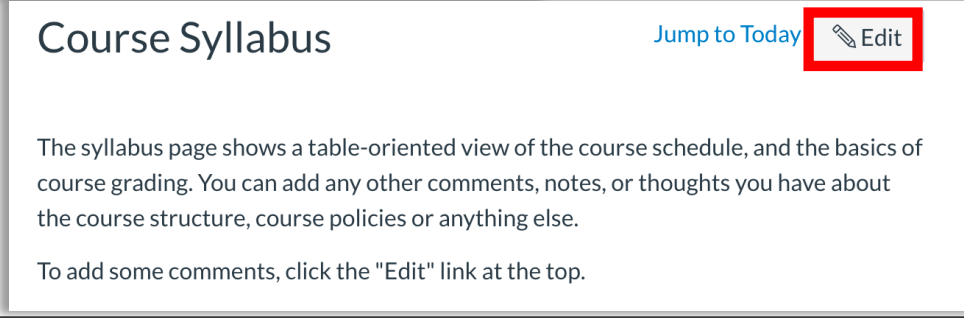 Course Syllabus
Jump to Today
Edit
The syllabus page shows a table-oriented view of the course schedule, and the basics of
course grading. You can add any other comments, notes, or thoughts you have about
the course structure, course policies or anything else.
To add some comments, click the "Edit" link at the top.